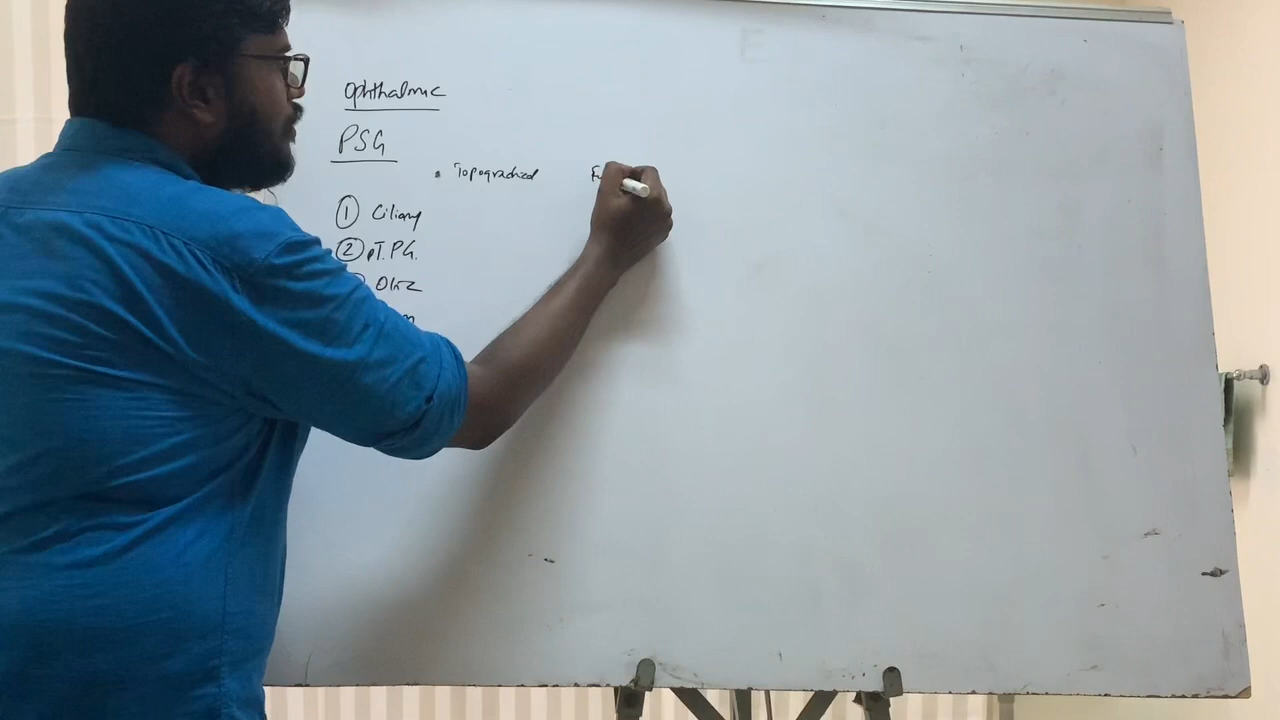 Ophthalmic
PSG
• Topographical F
① Ciliary
② PT.PG.
Otic